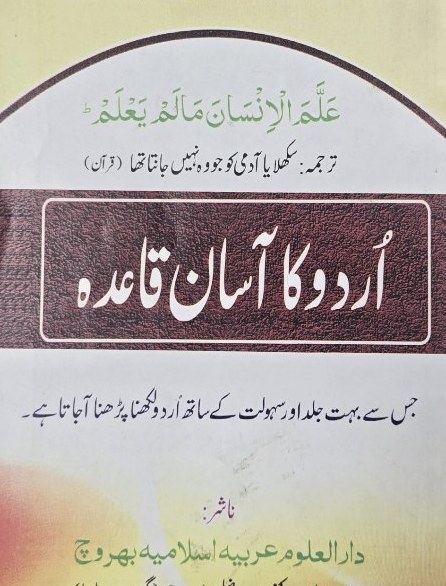 عَلَّمَ الْإِنْسَانَ مَالَمْ يَعْلَمْ ؕ
ترجمہ: سکھلایا آدمی کو جو وہ نہیں جانتا تھا (قرآن)
اُردو کا آسان قاعدہ
جس سے بہت جلد اور سہولت کے ساتھ اُردو لکھنا پڑھنا آجاتا ہے۔
ناشر:
دارالعلوم عربیہ اسلامیہ بھروچ